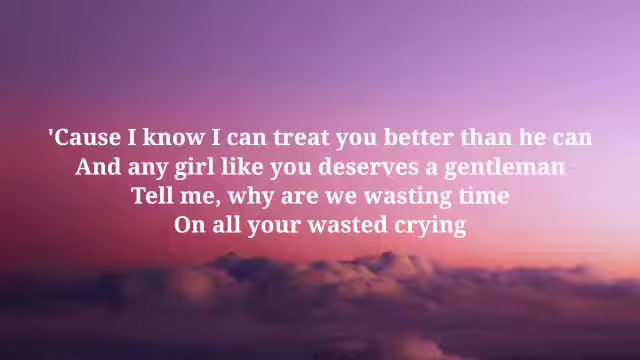 'Cause I know I can treat you better than he can
And any girl like you deserves a gentleman
Tell me, why are we wasting time
On all your wasted crying